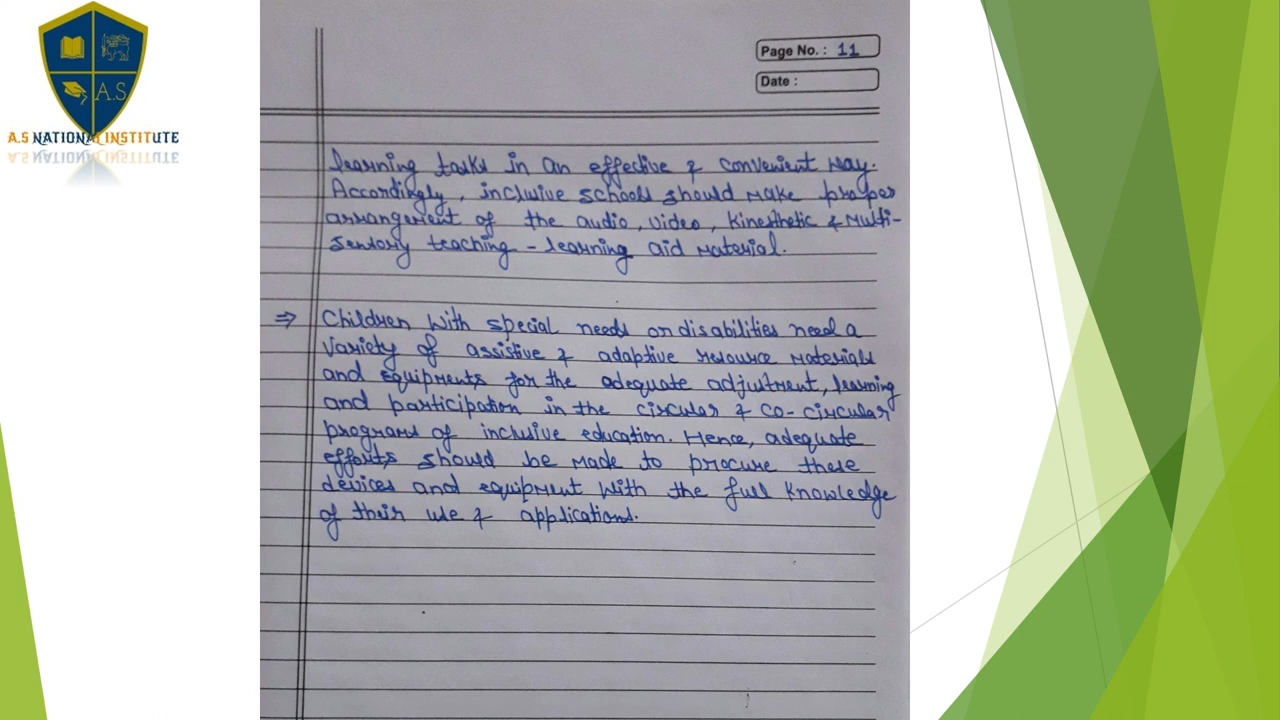 A.S
A.S NATIONAL INSTITUTE
Page No. : 11
Date :
learning tasks in an effective & convenient way.
Accordingly, inclusive schools should make proper
arrangement of the audio, video, kinesthetic & multi-
sensory teaching - learning aid material.
⇒ Children with special needs or disabilities need a
variety of assistive & adaptive resource materials
and equipments for the adequate adjustment, learning
and participation in the circular & co-circular
programs of inclusive education. Hence, adequate
efforts should be made to procure these
devices and equipment with the full knowledge
of their use & applications.